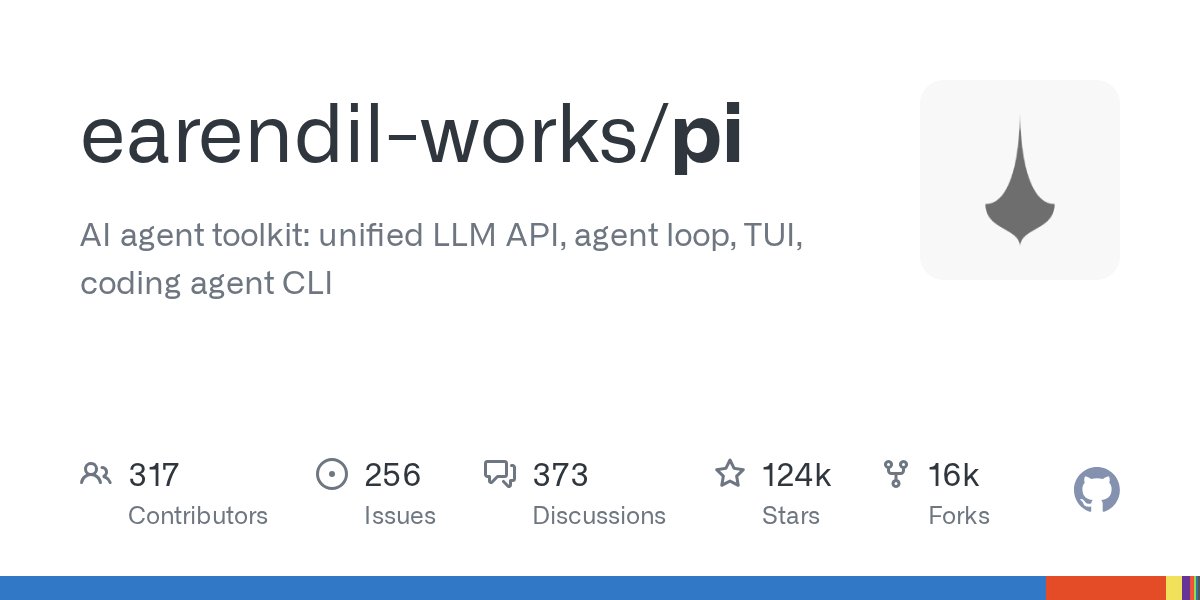 earendil-works/pi
AI agent toolkit: unified LLM API, agent loop, TUI,
coding agent CLI
317
Contributors
256
Issues
373
Discussions
124k
Stars
16k
Forks